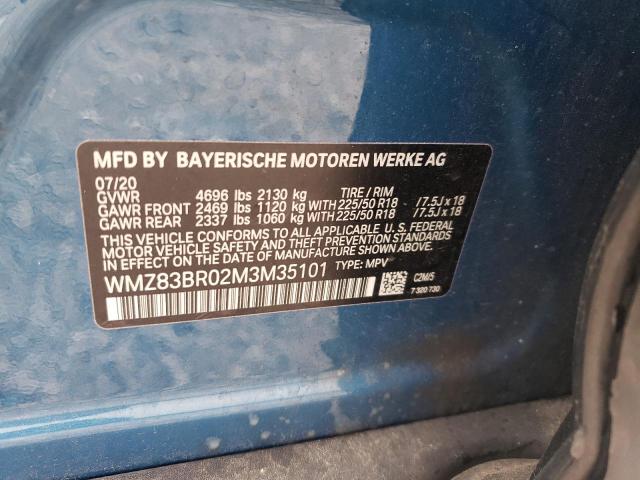 MFD BY BAYERISCHE MOTOREN WERKE AG
07/20
GVWR 4696 lbs 2130 kg TIRE / RIM
GAWR FRONT 2469 lbs 1120 kg WITH 225/50 R18 /7.5J x 18
GAWR REAR 2337 lbs 1060 kg WITH 225/50 R18 /7.5J x 18
THIS VEHICLE CONFORMS TO ALL APPLICABLE U.S. FEDERAL
MOTOR VEHICLE SAFETY AND THEFT PREVENTION STANDARDS
IN EFFECT ON THE DATE OF MANUFACTURE SHOWN ABOVE.
WMZ83BR02M3M35101 TYPE: MPV
CZM/5
7 320 730